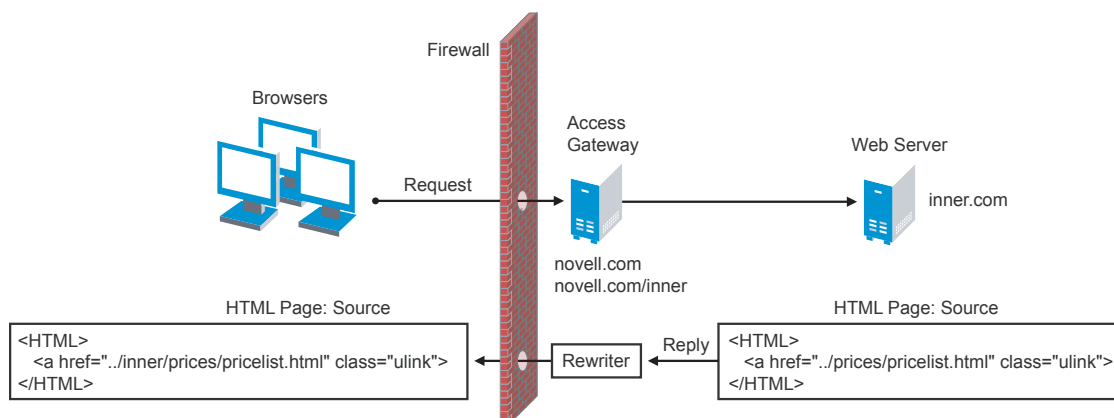 Firewall
Browsers
Access
Gateway
Web Server
Request
inner.com
novell.com
novell.com/inner
HTML Page: Source
HTML Page: Source
<HTML>
<a href="../inner/prices/pricelist.html" class="ulink">
</HTML>
Rewriter
Reply
<HTML>
<a href="../prices/pricelist.html" class="ulink">
</HTML>